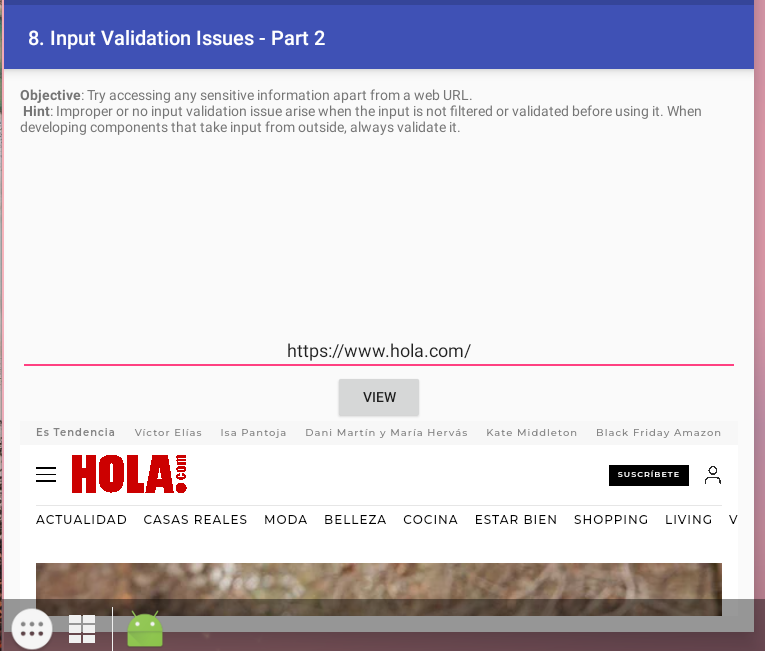 8. Input Validation Issues - Part 2
Objective: Try accessing any sensitive information apart from a web URL.
Hint: Improper or no input validation issue arise when the input is not filtered or validated before using it. When
developing components that take input from outside, always validate it.
https://www.hola.com/
VIEW
Es Tendencia Víctor Elías Isa Pantoja Dani Martín y María Hervás Kate Middleton Black Friday Amazon
HOLA!.com SUSCRÍBETE
ACTUALIDAD CASAS REALES MODA BELLEZA COCINA ESTAR BIEN SHOPPING LIVING V